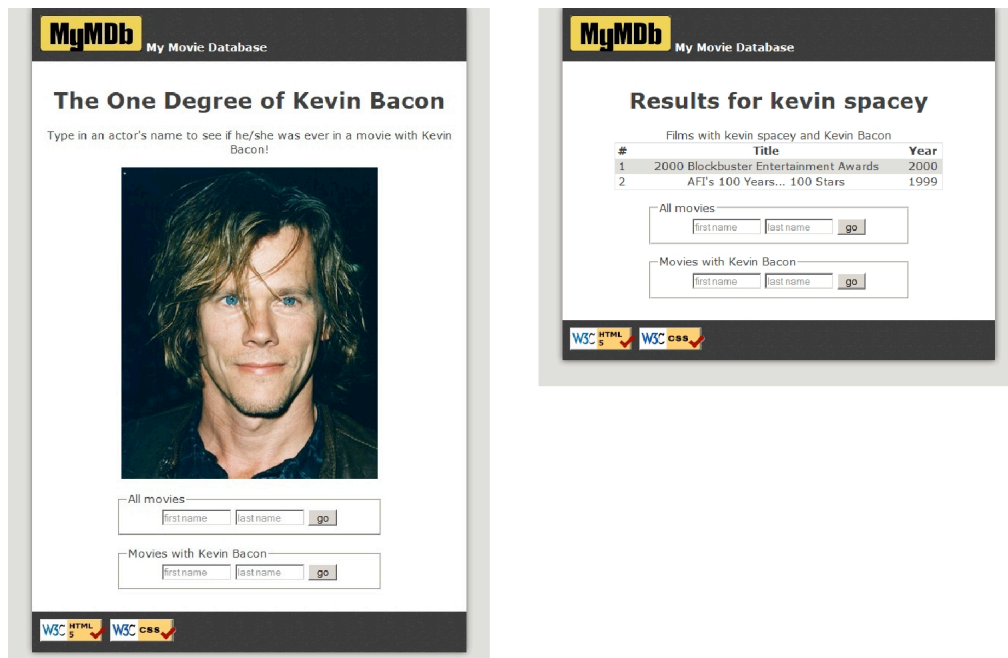 MyMDb My Movie Database
The One Degree of Kevin Bacon
Type in an actor's name to see if he/she was ever in a movie with Kevin
Bacon!
All movies
first name last name go
Movies with Kevin Bacon
first name last name go
W3C HTML 5 W3C css
MyMDb My Movie Database
Results for kevin spacey
Films with kevin spacey and Kevin Bacon
# Title Year
1 2000 Blockbuster Entertainment Awards 2000
2 AFI's 100 Years... 100 Stars 1999
All movies
first name last name go
Movies with Kevin Bacon
first name last name go
W3C HTML 5 W3C css